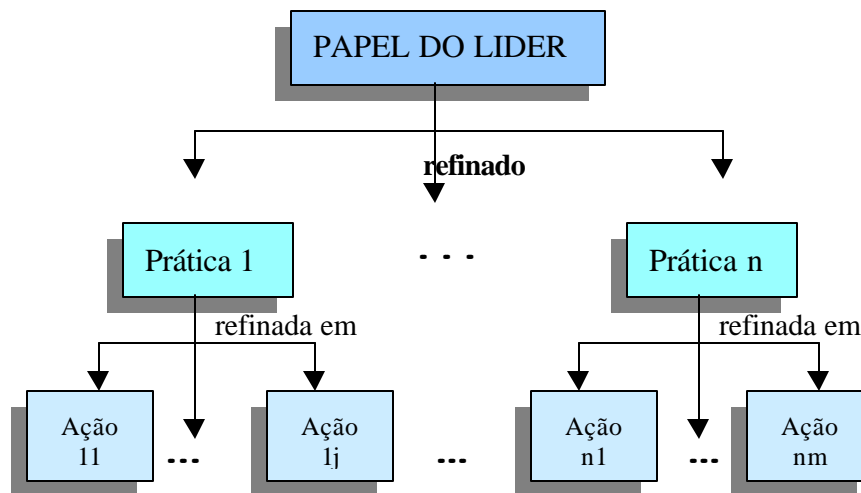 PAPEL DO LIDER
refinado
Prática 1
. . .
Prática n
refinada em
refinada em
Ação
11
...
Ação
1j
...
Ação
n1
...
Ação
nm